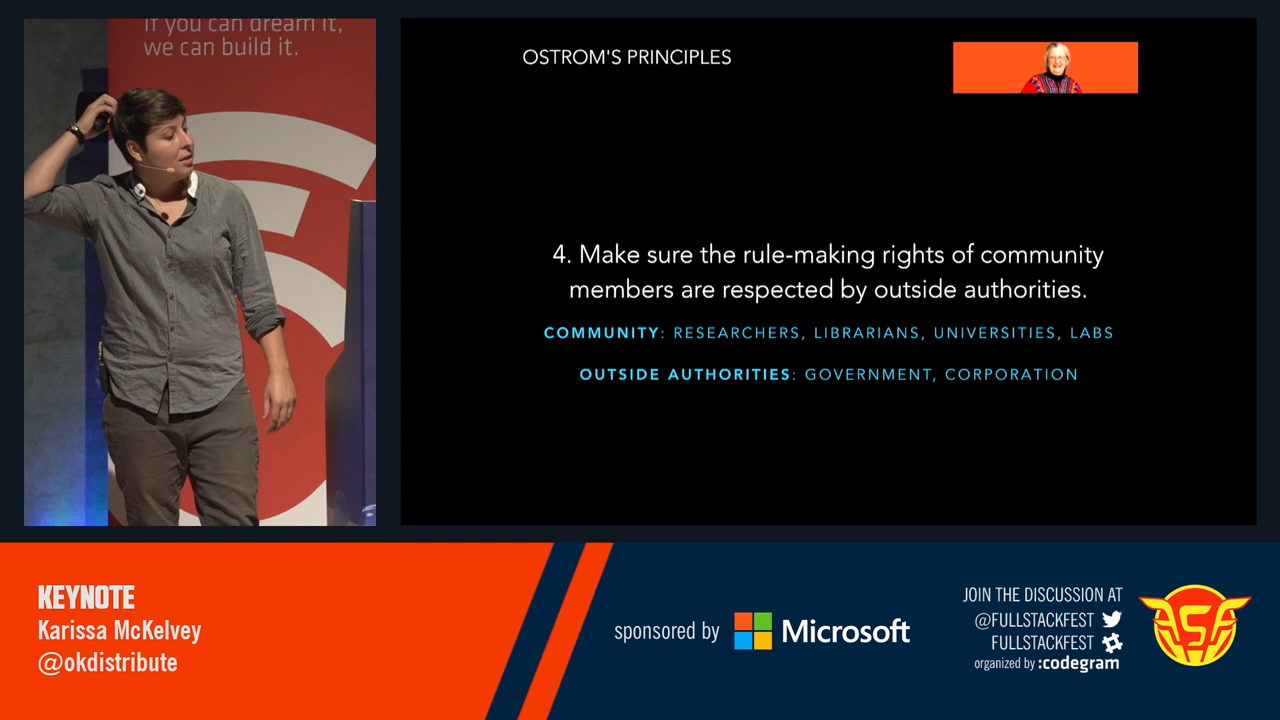 if you can dream it,
we can build it.
OSTROM'S PRINCIPLES
4. Make sure the rule-making rights of community
members are respected by outside authorities.
COMMUNITY: RESEARCHERS, LIBRARIANS, UNIVERSITIES, LABS
OUTSIDE AUTHORITIES: GOVERNMENT, CORPORATION
KEYNOTE
Karissa McKelvey
@okdistribute
sponsored by Microsoft
JOIN THE DISCUSSION AT
@FULLSTACKFEST
FULLSTACKFEST
organized by :codegram
FSF